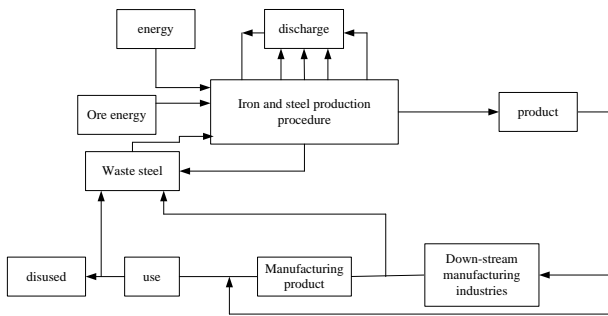 energy
discharge
Ore energy
Iron and steel production
procedure
product
Waste steel
disused
use
Manufacturing
product
Down-stream
manufacturing
industries